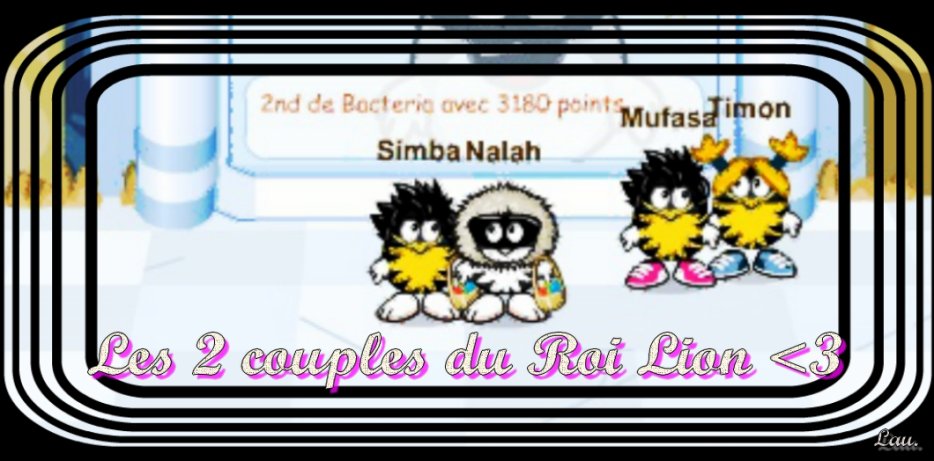 2nd de Bacteria avec 3180 points
Mufasa Timon
Simba Nalah
Les 2 couples du Roi Lion <3
Lau.